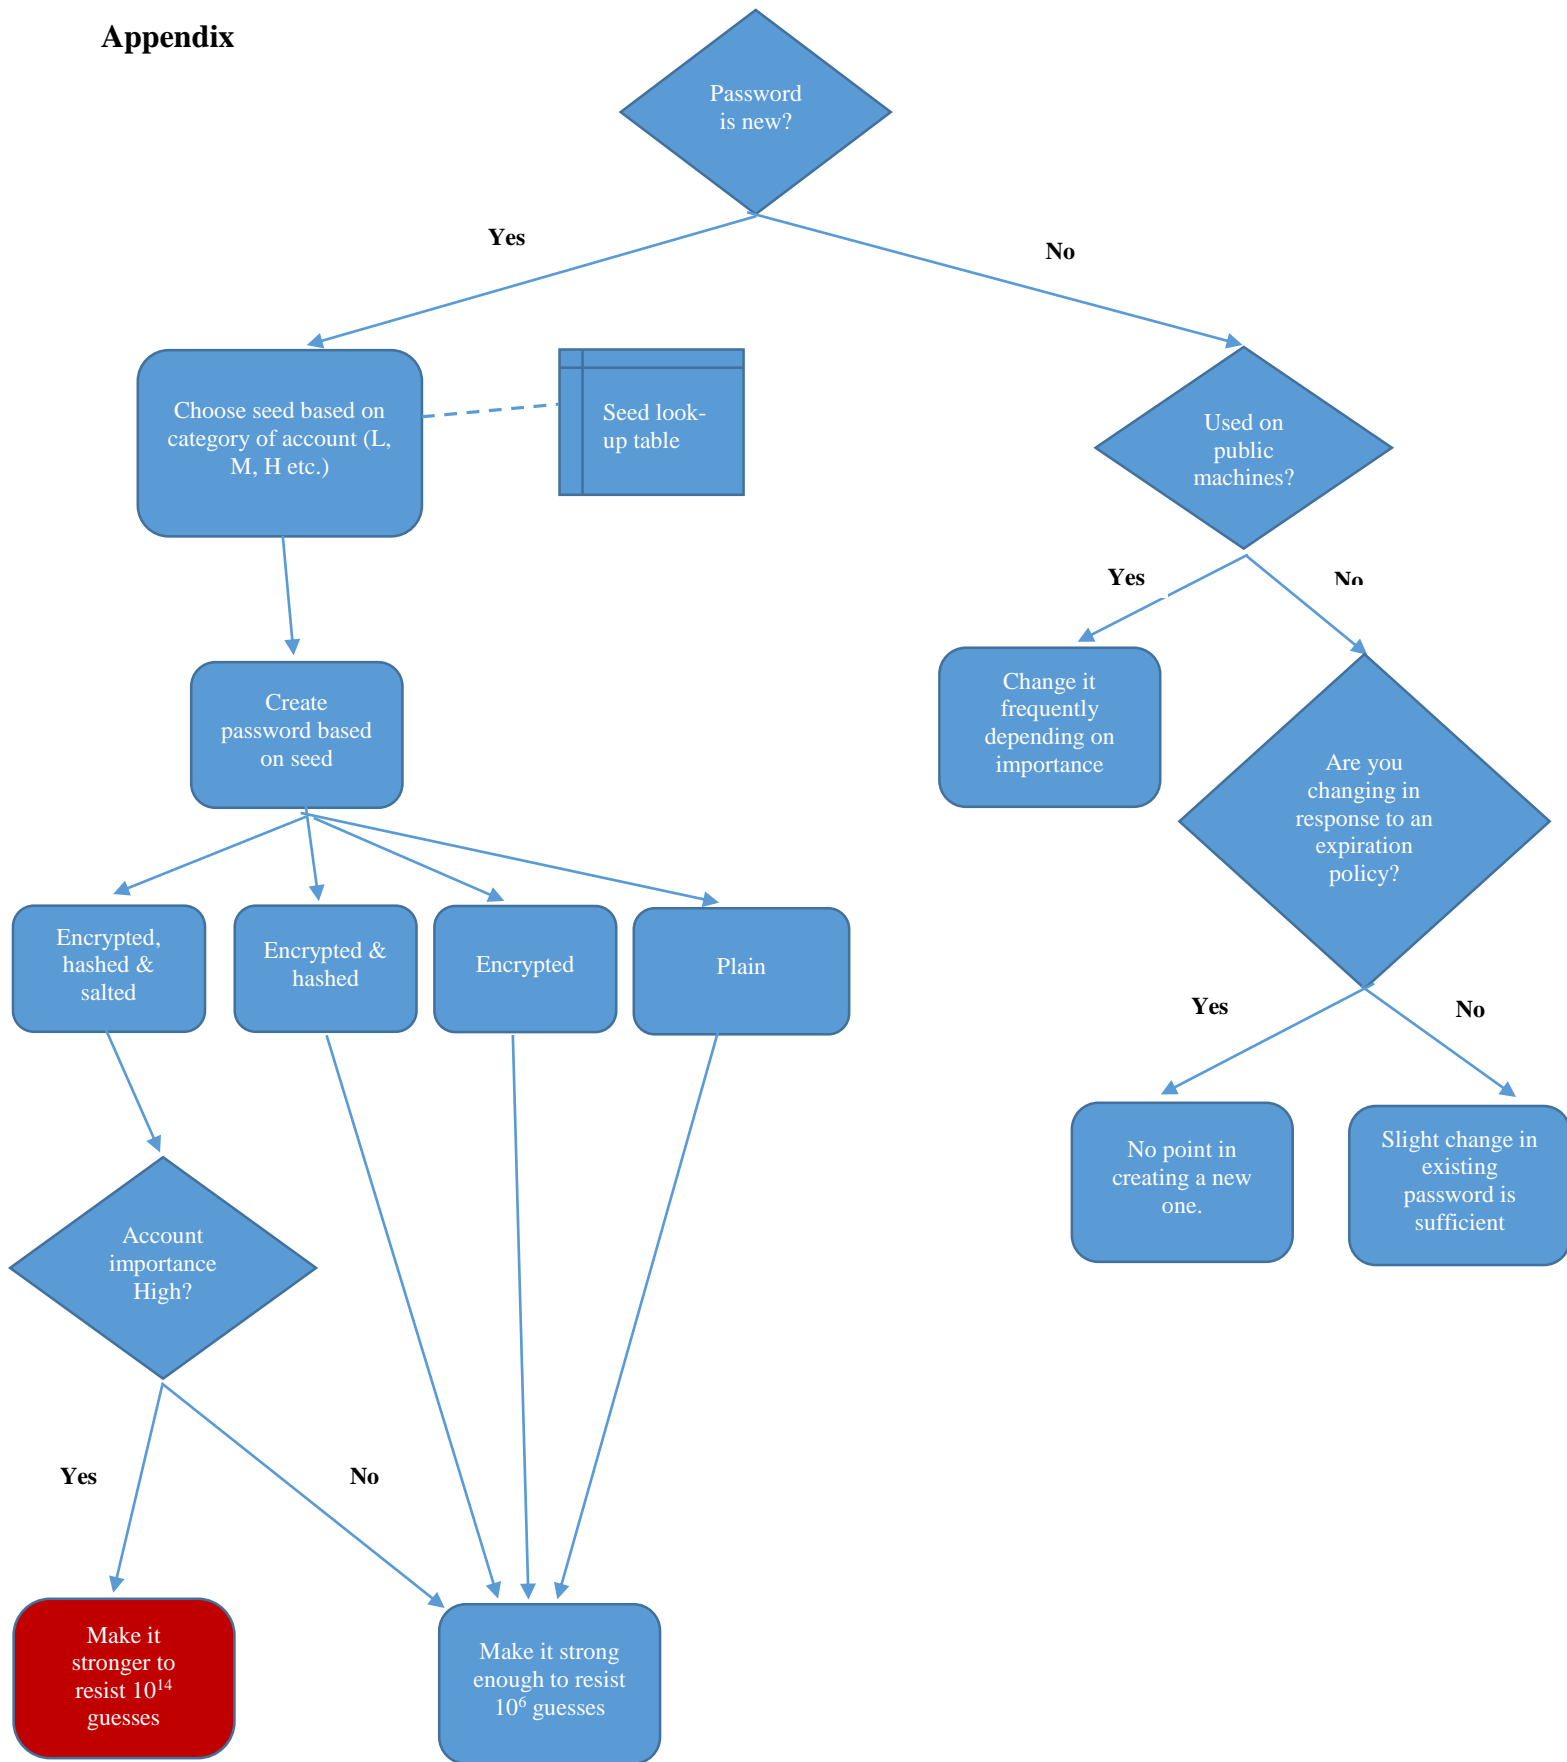 Appendix
Password
is new?
Yes
No
Choose seed based on
category of account (L,
M, H etc.)
Seed look-
up table
Used on
public
machines?
Yes
No
Create
password based
on seed
Change it
frequently
depending on
importance
Are you
changing in
response to an
expiration
policy?
Encrypted,
hashed &
salted
Encrypted &
hashed
Encrypted
Plain
Yes
No
No point in
creating a new
one.
Slight change in
existing
password is
sufficient
Account
importance
High?
Yes
No
Make it
stronger to
resist 10¹⁴
guesses
Make it strong
enough to resist
10⁶ guesses